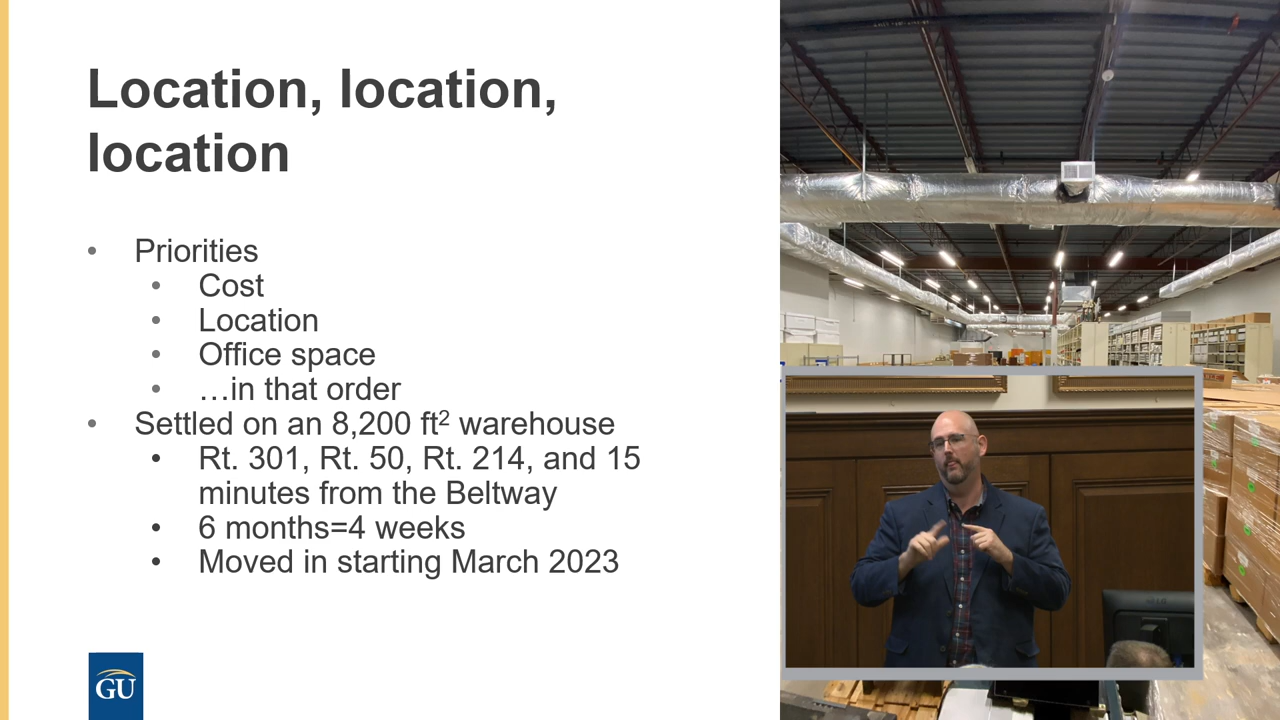 Location, location,
location
• Priorities
• Cost
• Location
• Office space
• …in that order
• Settled on an 8,200 ft² warehouse
• Rt. 301, Rt. 50, Rt. 214, and 15
minutes from the Beltway
• 6 months=4 weeks
• Moved in starting March 2023
GU